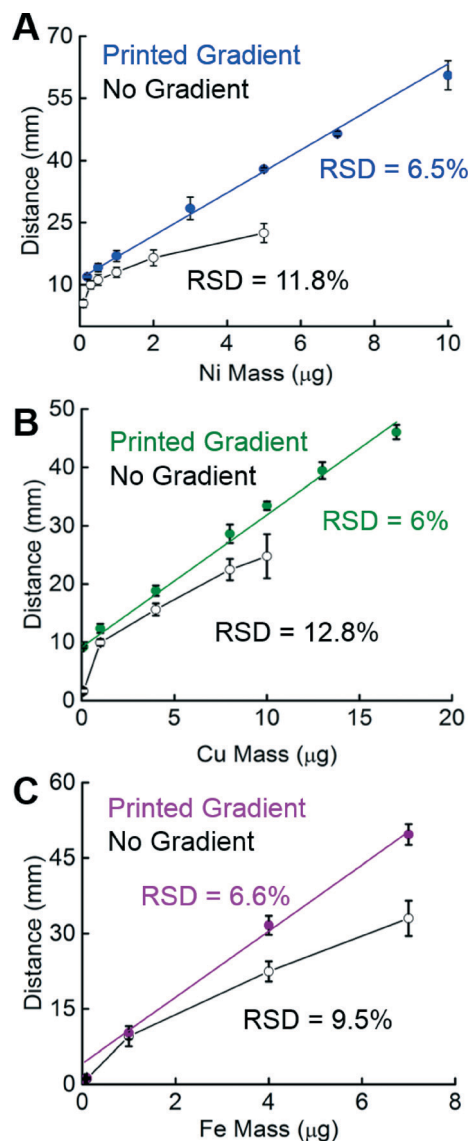 A
70
Printed Gradient
No Gradient
55
Distance (mm)
40
RSD = 6.5%
25
RSD = 11.8%
10
0 2 4 6 8 10
Ni Mass (μg)
B
50
Printed Gradient
40
No Gradient
Distance (mm)
30
RSD = 6%
20
RSD = 12.8%
10
0
0 5 10 15 20
Cu Mass (μg)
C
60
Printed Gradient
No Gradient
45
Distance (mm)
RSD = 6.6%
30
15
RSD = 9.5%
0
0 2 4 6 8
Fe Mass (μg)